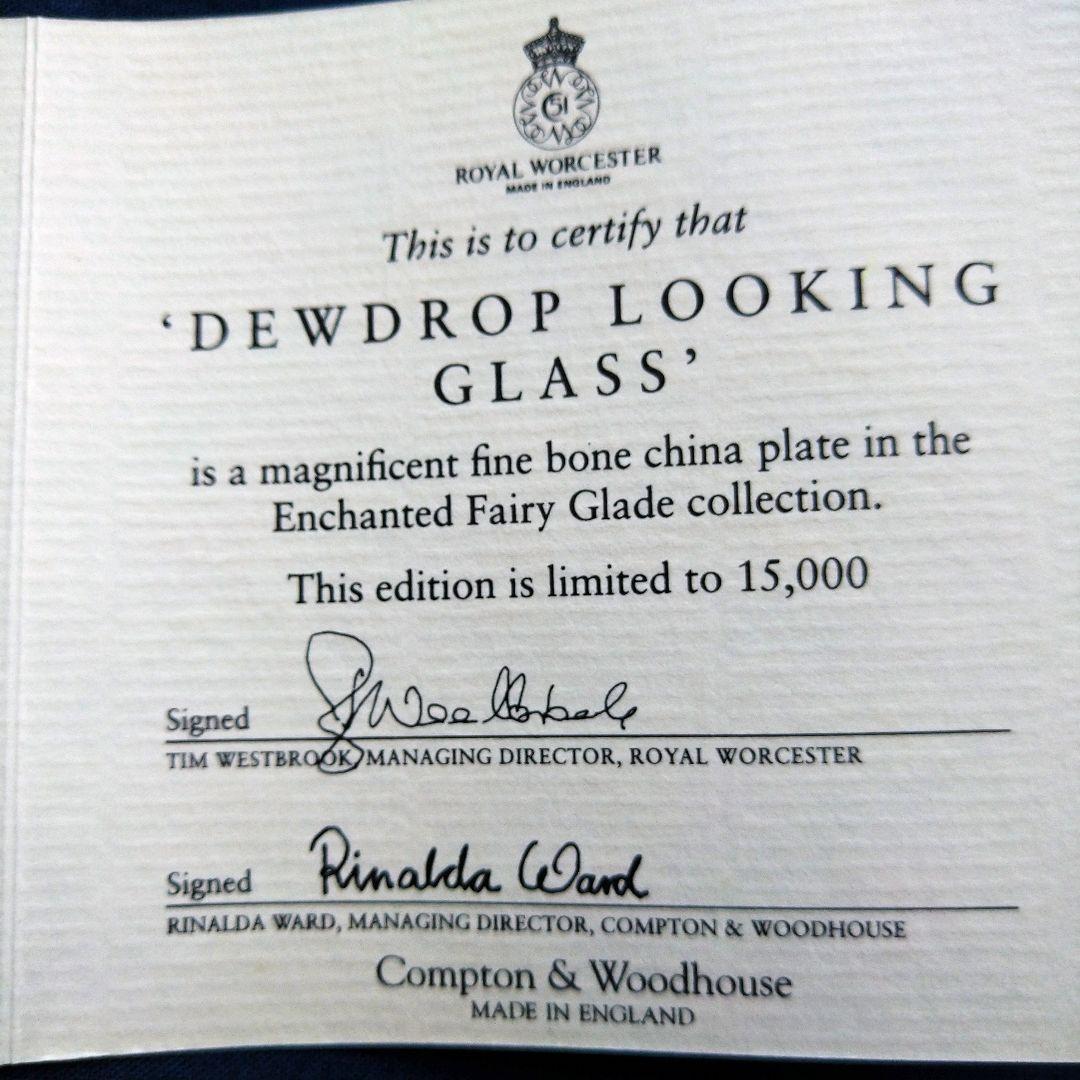 51
ROYAL WORCESTER
MADE IN ENGLAND
This is to certify that
‘DEWDROP LOOKING
GLASS’
is a magnificent fine bone china plate in the
Enchanted Fairy Glade collection.
This edition is limited to 15,000
Signed
TIM WESTBROOK, MANAGING DIRECTOR, ROYAL WORCESTER
Signed Rinalda Ward
RINALDA WARD, MANAGING DIRECTOR, COMPTON & WOODHOUSE
Compton & Woodhouse
MADE IN ENGLAND